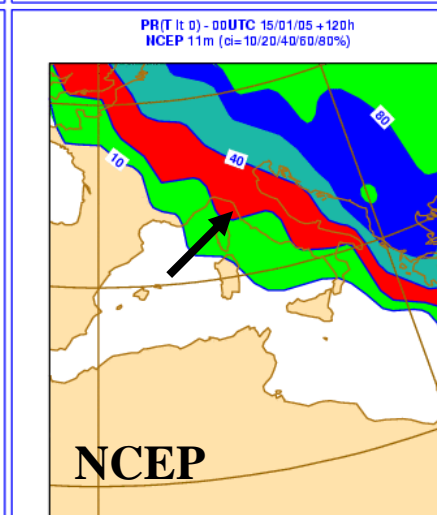 PR(T lt 0) - 00UTC 15/01/05 +120h
NCEP 11m (ci=10/20/40/60/80%)
80
10
40
NCEP